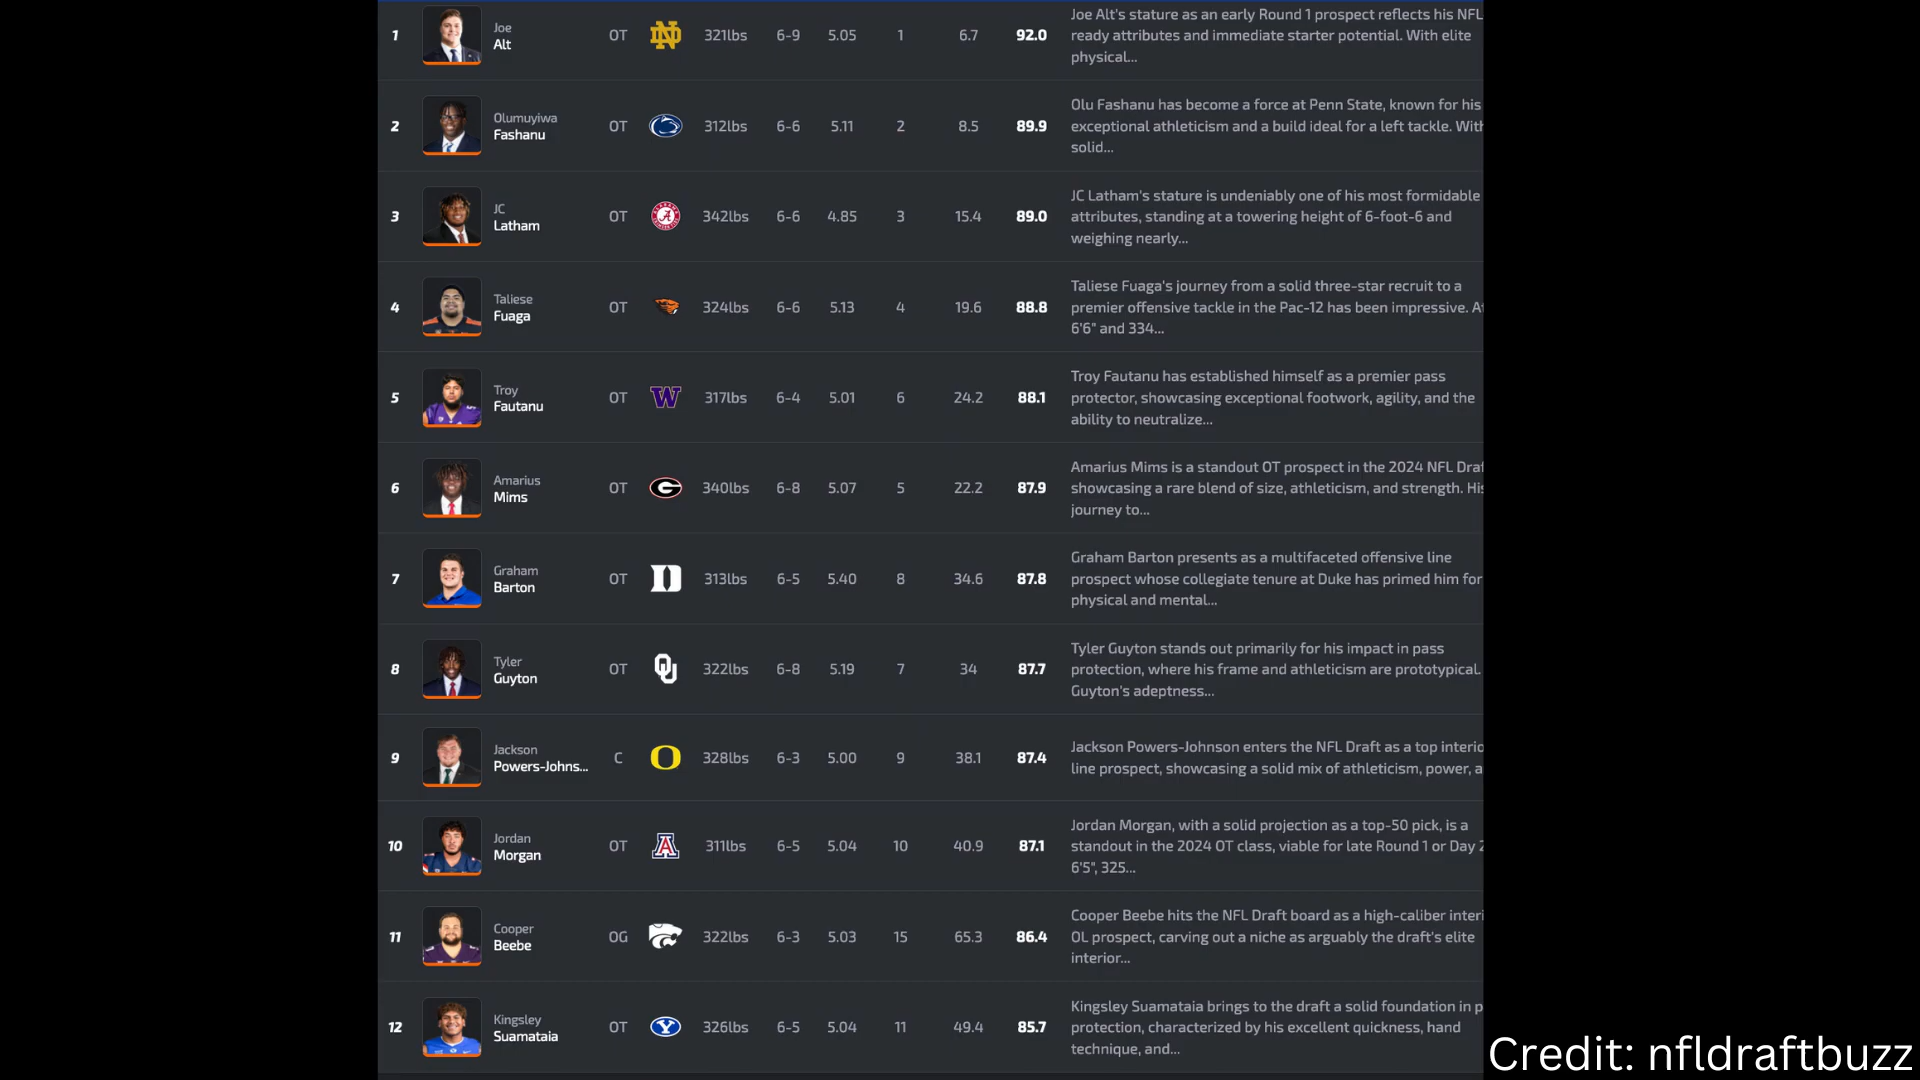 1 Joe Alt OT 321lbs 6-9 5.05 1 6.7 92.0
Joe Alt's stature as an early Round 1 prospect reflects his NFL
ready attributes and immediate starter potential. With elite
physical...
2 Olumuyiwa Fashanu OT 312lbs 6-6 5.11 2 8.5 89.9
Olu Fashanu has become a force at Penn State, known for his
exceptional athleticism and a build ideal for a left tackle. With
solid...
3 JC Latham OT 342lbs 6-6 4.85 3 15.4 89.0
JC Latham's stature is undeniably one of his most formidable
attributes, standing at a towering height of 6-foot-6 and
weighing nearly...
4 Taliese Fuaga OT 324lbs 6-6 5.13 4 19.6 88.8
Taliese Fuaga's journey from a solid three-star recruit to a
premier offensive tackle in the Pac-12 has been impressive. At
6'6" and 334...
5 Troy Fautanu OT W 317lbs 6-4 5.01 6 24.2 88.1
Troy Fautanu has established himself as a premier pass
protector, showcasing exceptional footwork, agility, and the
ability to neutralize...
6 Amarius Mims OT G 340lbs 6-8 5.07 5 22.2 87.9
Amarius Mims is a standout OT prospect in the 2024 NFL Draf
showcasing a rare blend of size, athleticism, and strength. His
journey to...
7 Graham Barton OT D 313lbs 6-5 5.40 8 34.6 87.8
Graham Barton presents as a multifaceted offensive line
prospect whose collegiate tenure at Duke has primed him for
physical and mental...
8 Tyler Guyton OT OU 322lbs 6-8 5.19 7 34 87.7
Tyler Guyton stands out primarily for his impact in pass
protection, where his frame and athleticism are prototypical.
Guyton's adeptness...
9 Jackson Powers-Johns... C O 328lbs 6-3 5.00 9 38.1 87.4
Jackson Powers-Johnson enters the NFL Draft as a top interio
line prospect, showcasing a solid mix of athleticism, power, a
10 Jordan Morgan OT A 311lbs 6-5 5.04 10 40.9 87.1
Jordan Morgan, with a solid projection as a top-50 pick, is a
standout in the 2024 OT class, viable for late Round 1 or Day 2
6'5", 325...
11 Cooper Beebe OG 322lbs 6-3 5.03 15 65.3 86.4
Cooper Beebe hits the NFL Draft board as a high-caliber interi
OL prospect, carving out a niche as arguably the draft's elite
interior...
12 Kingsley Suamataia OT Y 326lbs 6-5 5.04 11 49.4 85.7
Kingsley Suamataia brings to the draft a solid foundation in p
protection, characterized by his excellent quickness, hand
technique, and...
Credit: nfldraftbuzz